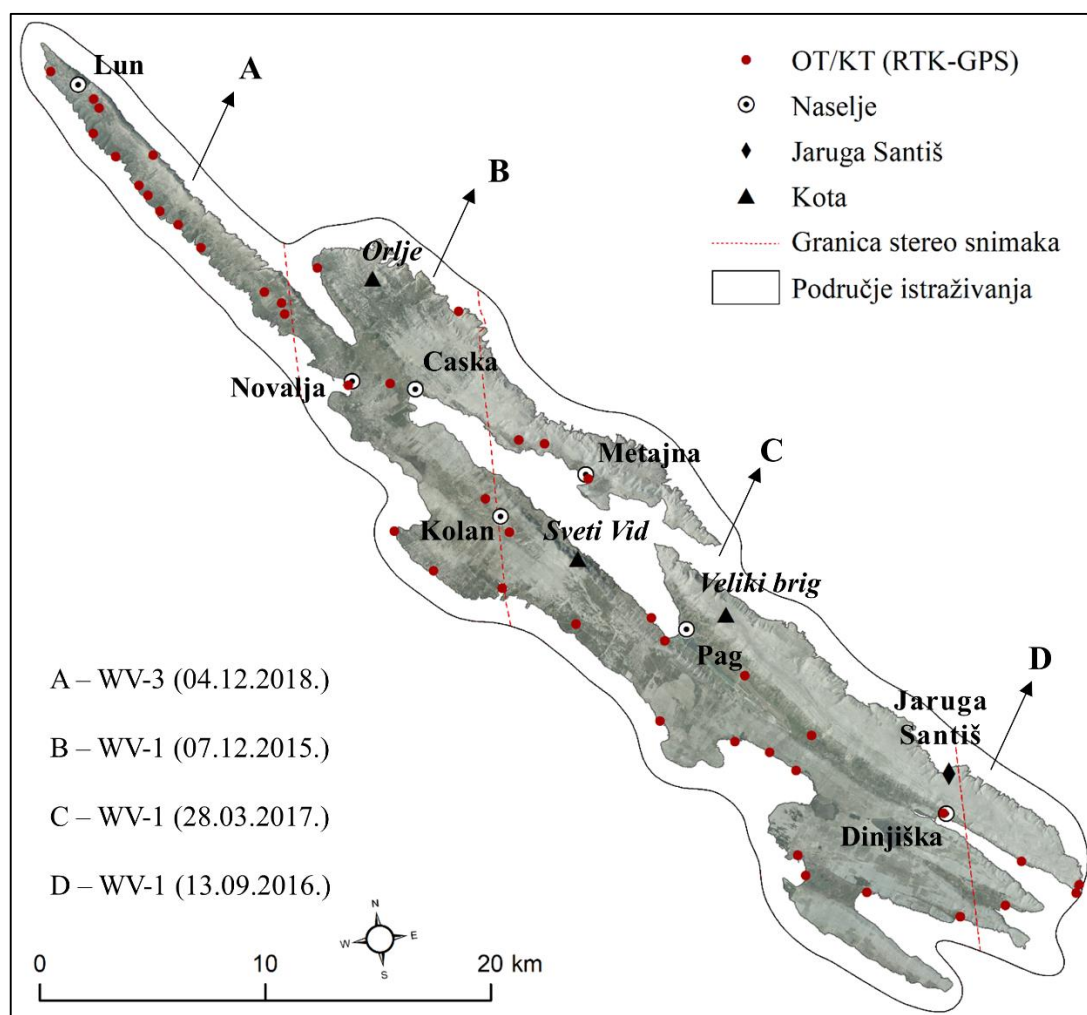 Lun
A
B
Orlje
Caska
Novalja
Metajna
C
Kolan
Sveti Vid
Veliki brig
Pag
D
Jaruga
Santiš
Dinjiška
OT/KT (RTK-GPS)
Naselje
Jaruga Santiš
Kota
Granica stereo snimaka
Područje istraživanja
A – WV-3 (04.12.2018.)
B – WV-1 (07.12.2015.)
C – WV-1 (28.03.2017.)
D – WV-1 (13.09.2016.)
N
W E
S
0 10 20 km